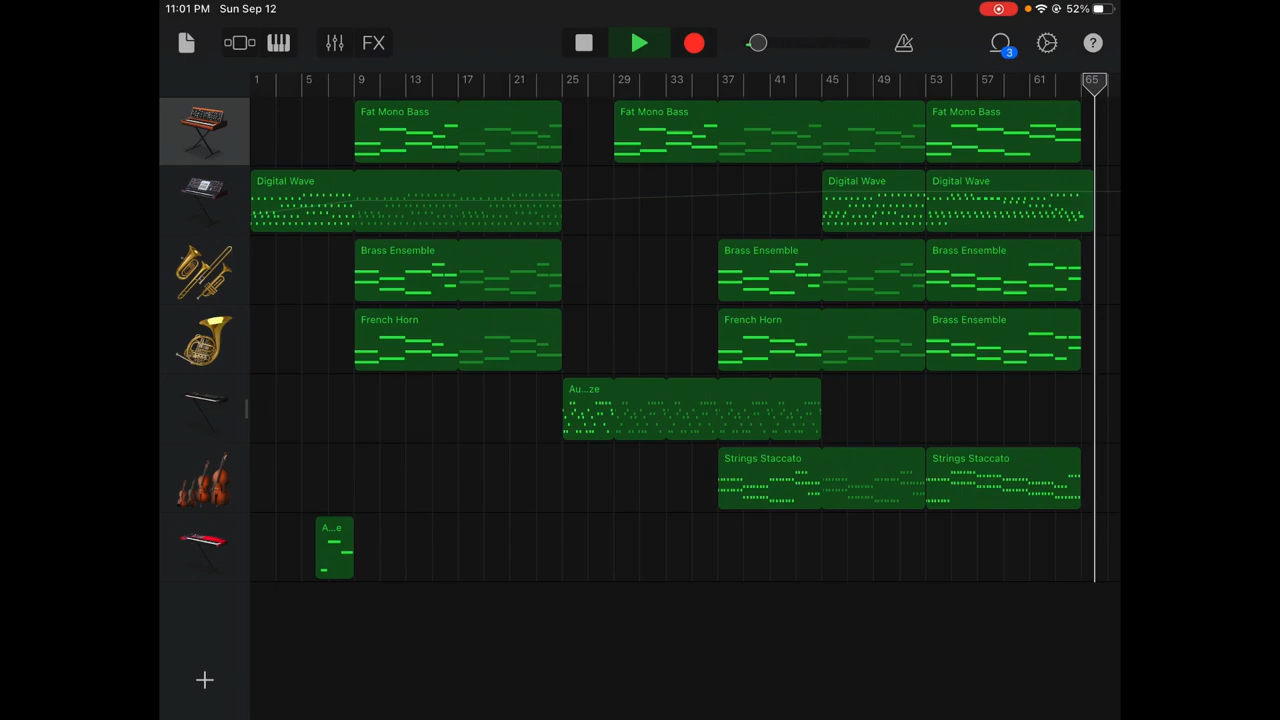 11:01 PM Sun Sep 12 52%
FX 3 ?
1 5 9 13 17 21 25 29 33 37 41 45 49 53 57 61 65
Fat Mono Bass Fat Mono Bass Fat Mono Bass
Digital Wave Digital Wave Digital Wave
Brass Ensemble Brass Ensemble Brass Ensemble
French Horn French Horn Brass Ensemble
Au...ze
Strings Staccato Strings Staccato
A...e